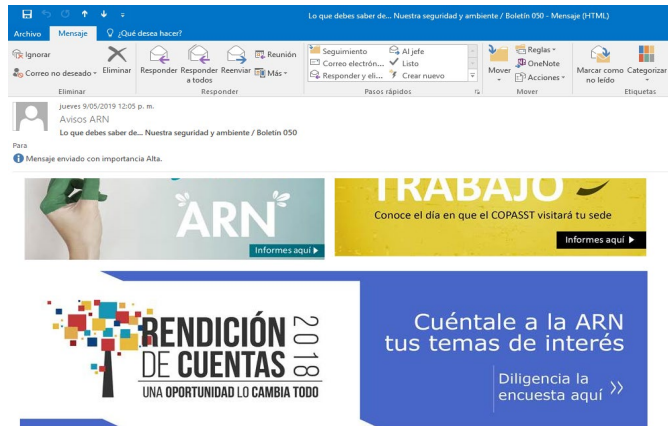 Lo que debes saber de... Nuestra seguridad y ambiente / Boletín 050 - Mensaje (HTML)
Archivo Mensaje ¿Qué desea hacer?
Ignorar
Correo no deseado
Eliminar
Eliminar
Responder
Responder a todos
Reenviar
Reunión
Más
Responder
Seguimiento
Correo electrón...
Responder y eli...
Al jefe
Listo
Crear nuevo
Pasos rápidos
Mover
Reglas
OneNote
Acciones
Mover
Marcar como no leído
Categorizar
Etiquetas
jueves 9/05/2019 12:05 p. m.
Avisos ARN
Lo que debes saber de... Nuestra seguridad y ambiente / Boletin 050
Para
Mensaje enviado con importancia Alta.
ARN
Informes aquí
TRABAJO
Conoce el día en que el COPASST visitará tu sede
Informes aquí
RENDICIÓN
DE CUENTAS
2018
UNA OPORTUNIDAD LO CAMBIA TODO
Cuéntale a la ARN
tus temas de interés
Diligencia la
encuesta aquí